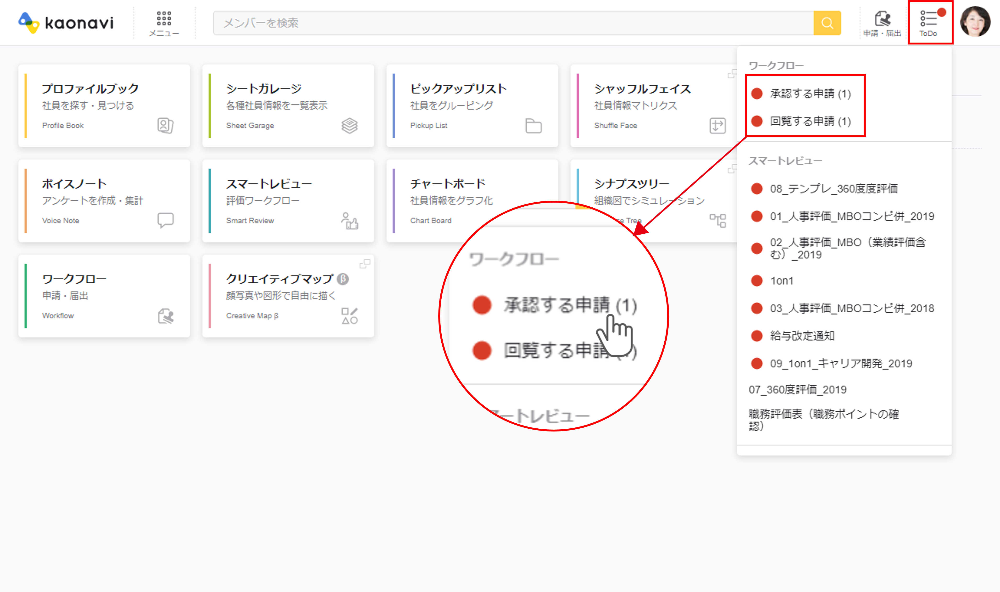 kaonavi
メニュー
メンバーを検索
申請・届出
ToDo
プロファイルブック
社員を探す・見つける
Profile Book
シートガレージ
各種社員情報を一覧表示
Sheet Garage
ピックアップリスト
社員をグルーピング
Pickup List
シャッフルフェイス
社員情報マトリクス
Shuffle Face
ボイスノート
アンケートを作成・集計
Voice Note
スマートレビュー
評価ワークフロー
Smart Review
チャートボード
社員情報をグラフ化
Chart Board
シナプスツリー
組織図でシミュレーション
se Tree
ワークフロー
申請・届出
Workflow
クリエイティブマップ β
顔写真や図形で自由に描く
Creative Map β
ワークフロー
承認する申請 (1)
回覧する申請 (1)
スマートレビュー
08_テンプレ_360度度評価
01_人事評価_MBOコンピ併_2019
02_人事評価_MBO（業績評価含
む）_2019
1on1
03_人事評価_MBOコンピ併_2018
給与改定通知
09_1on1_キャリア開発_2019
07_360度評価_2019
職務評価表（職務ポイントの確
認）
ワークフロー
承認する申請 (1)
回覧する申請 (1)
マートレビュー